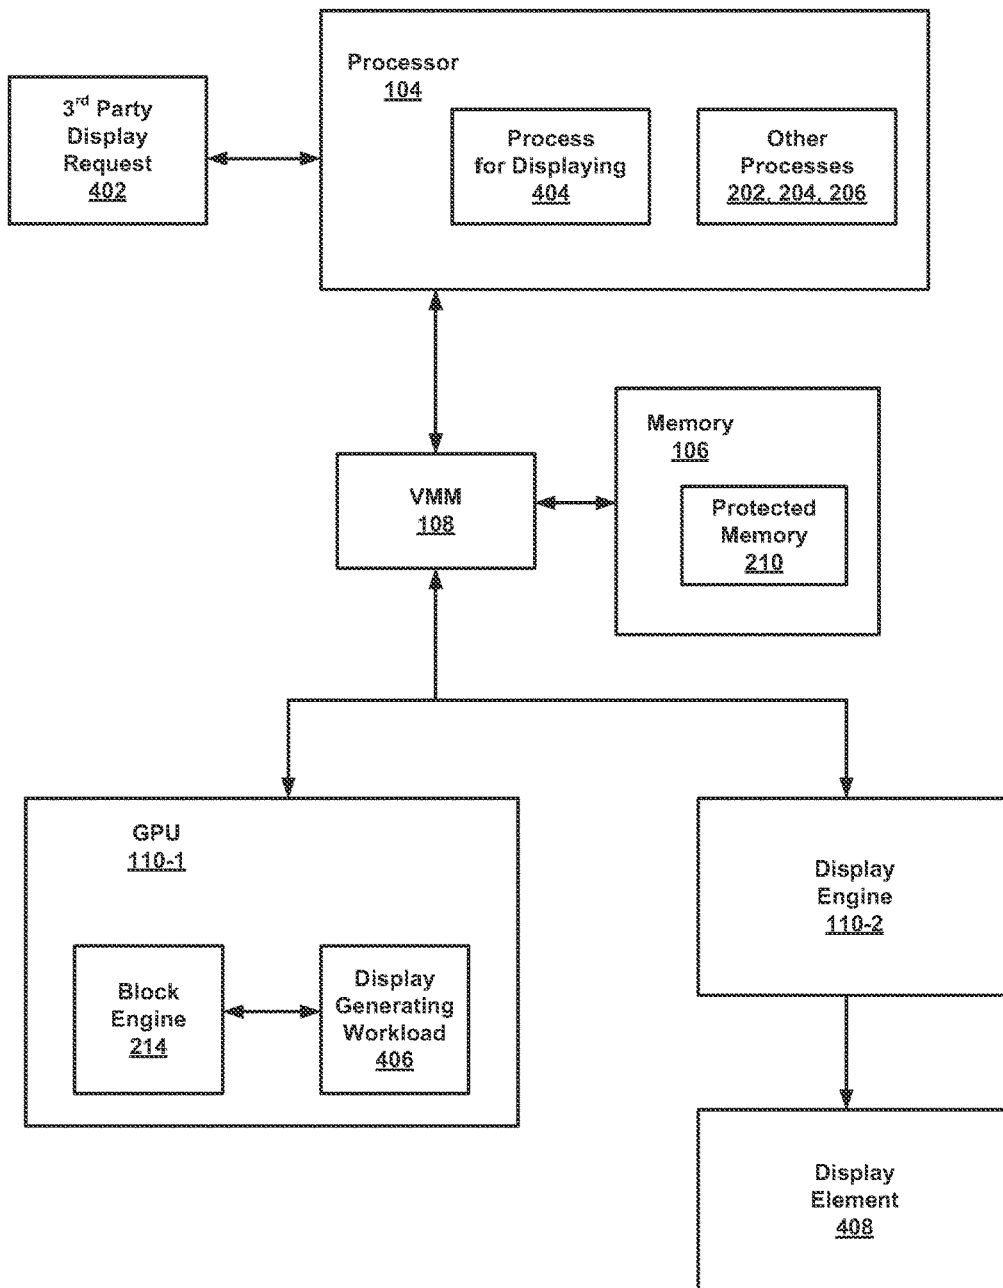 Processor
104
3rd Party
Display
Request
402
Process
for Displaying
404
Other
Processes
202, 204, 206
Memory
106
VMM
108
Protected
Memory
210
GPU
110-1
Display
Engine
110-2
Block
Engine
214
Display
Generating
Workload
406
Display
Element
408